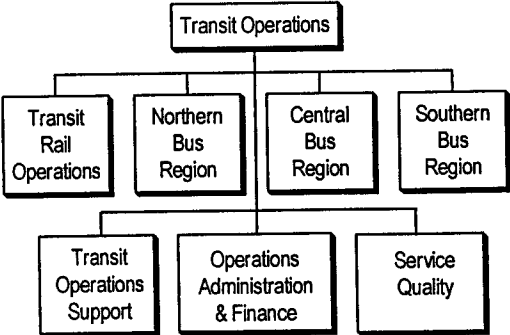 Transit Operations
Transit
Rail
Operations
Northern
Bus
Region
Central
Bus
Region
Southern
Bus
Region
Transit
Operations
Support
Operations
Administration
& Finance
Service
Quality